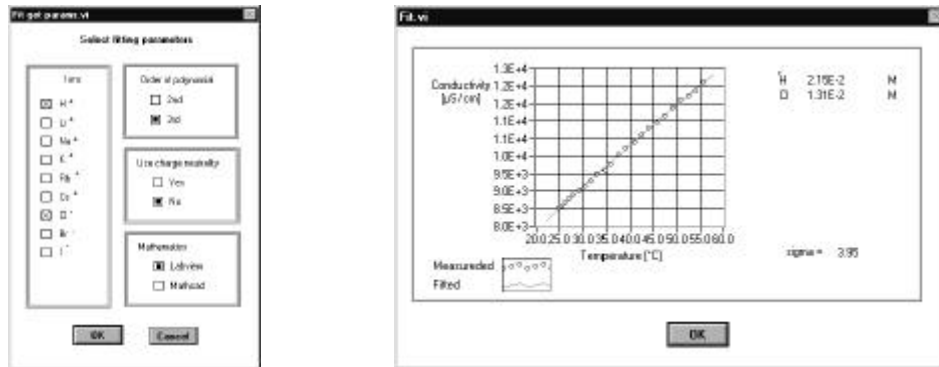 Fit get params.vi
Select fitting parameters
Ions
H +
Li +
Na +
K +
Rb +
Cs +
Cl -
Br -
I -
Order of polynomial
2nd
3rd
Use charge neutrality
Yes
No
Mathematics
Labview
Mathcad
OK
Cancel
Fit.vi
Conductivity
[µS/cm]
1.3E+4
1.2E+4
1.2E+4
1.1E+4
1.1E+4
1.0E+4
9.5E+3
9.0E+3
8.5E+3
8.0E+3
20.0 25.0 30.0 35.0 40.0 45.0 50.0 55.0 60.0
Temperature [°C]
Measureded
Fitted
H 2.16E-2 M
Cl 1.31E-2 M
sigma = 3.95
OK